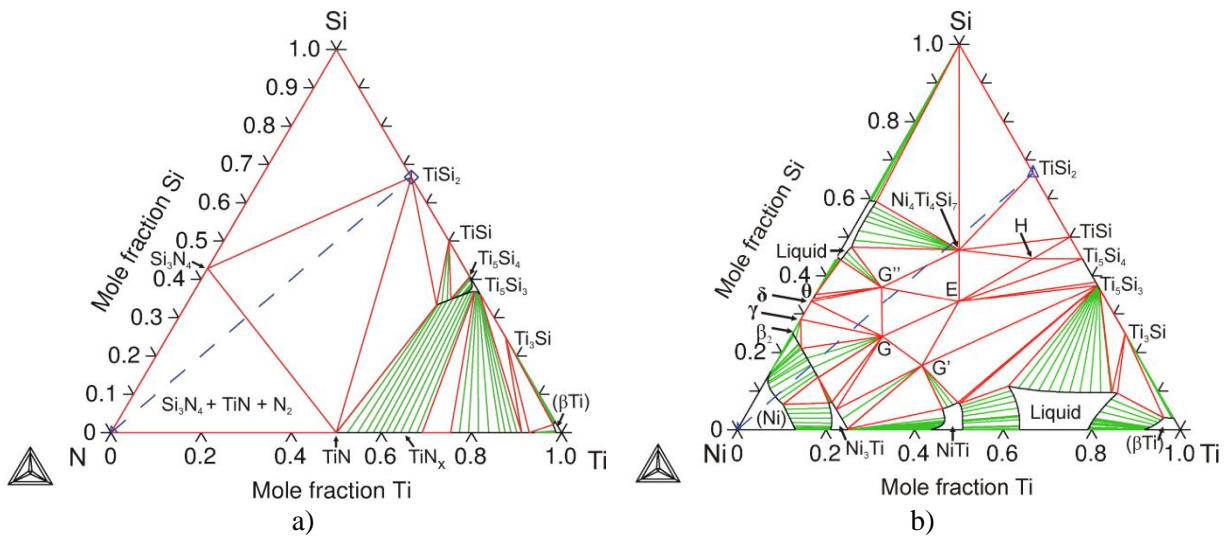 Si
1.0
0.9
0.8
0.7
TiSi2
0.6
Mole fraction Si
0.5
TiSi
Si3N4
0.4
Ti5Si4
Ti5Si3
0.3
Ti3Si
0.2
0.1
Si3N4 + TiN + N2
(βTi)
0
N
0.2
0.4
TiN
0.6
TiNx
0.8
1.0
Ti
Mole fraction Ti
a)
Si
1.0
0.8
TiSi2
Mole fraction Si
0.6
Ni4Ti4Si7
H
TiSi
Liquid
Ti5Si4
0.4
G''
Ti5Si3
θ
δ
E
γ
Ti3Si
β2
0.2
G
G'
(Ni)
Liquid
0
Ni
0.2
Ni3Ti
0.4
NiTi
0.6
0.8
(βTi)
1.0
Ti
Mole fraction Ti
b)